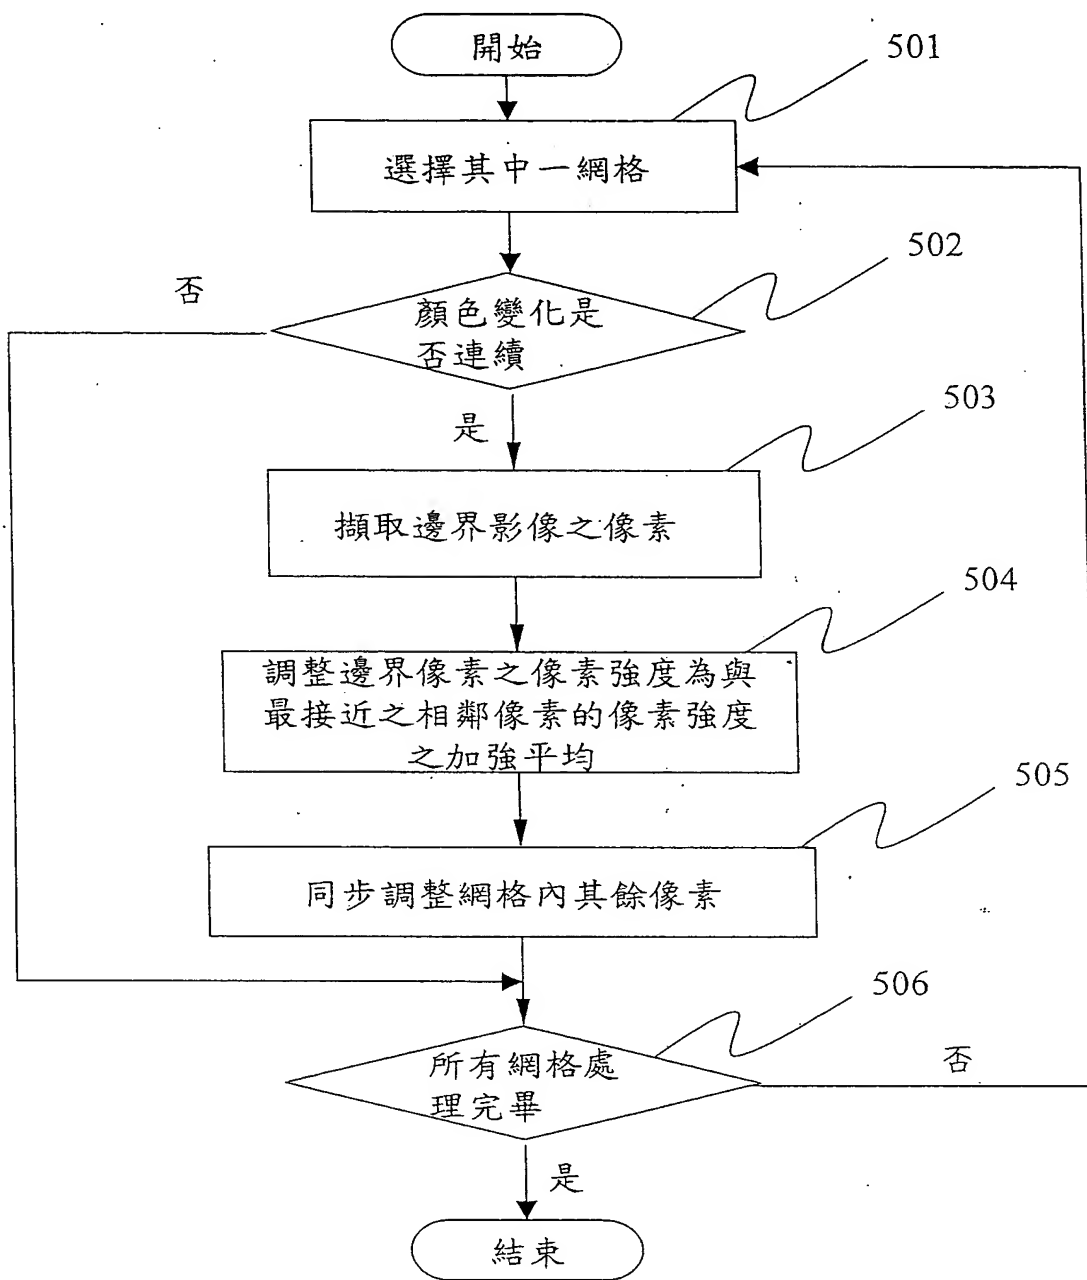 開始
501
選擇其中一網格
502
否
顏色變化是
否連續
503
是
擷取邊界影像之像素
504
調整邊界像素之像素強度為與
最接近之相鄰像素的像素強度
之加強平均
505
同步調整網格內其餘像素
506
所有網格處
理完畢
否
是
結束